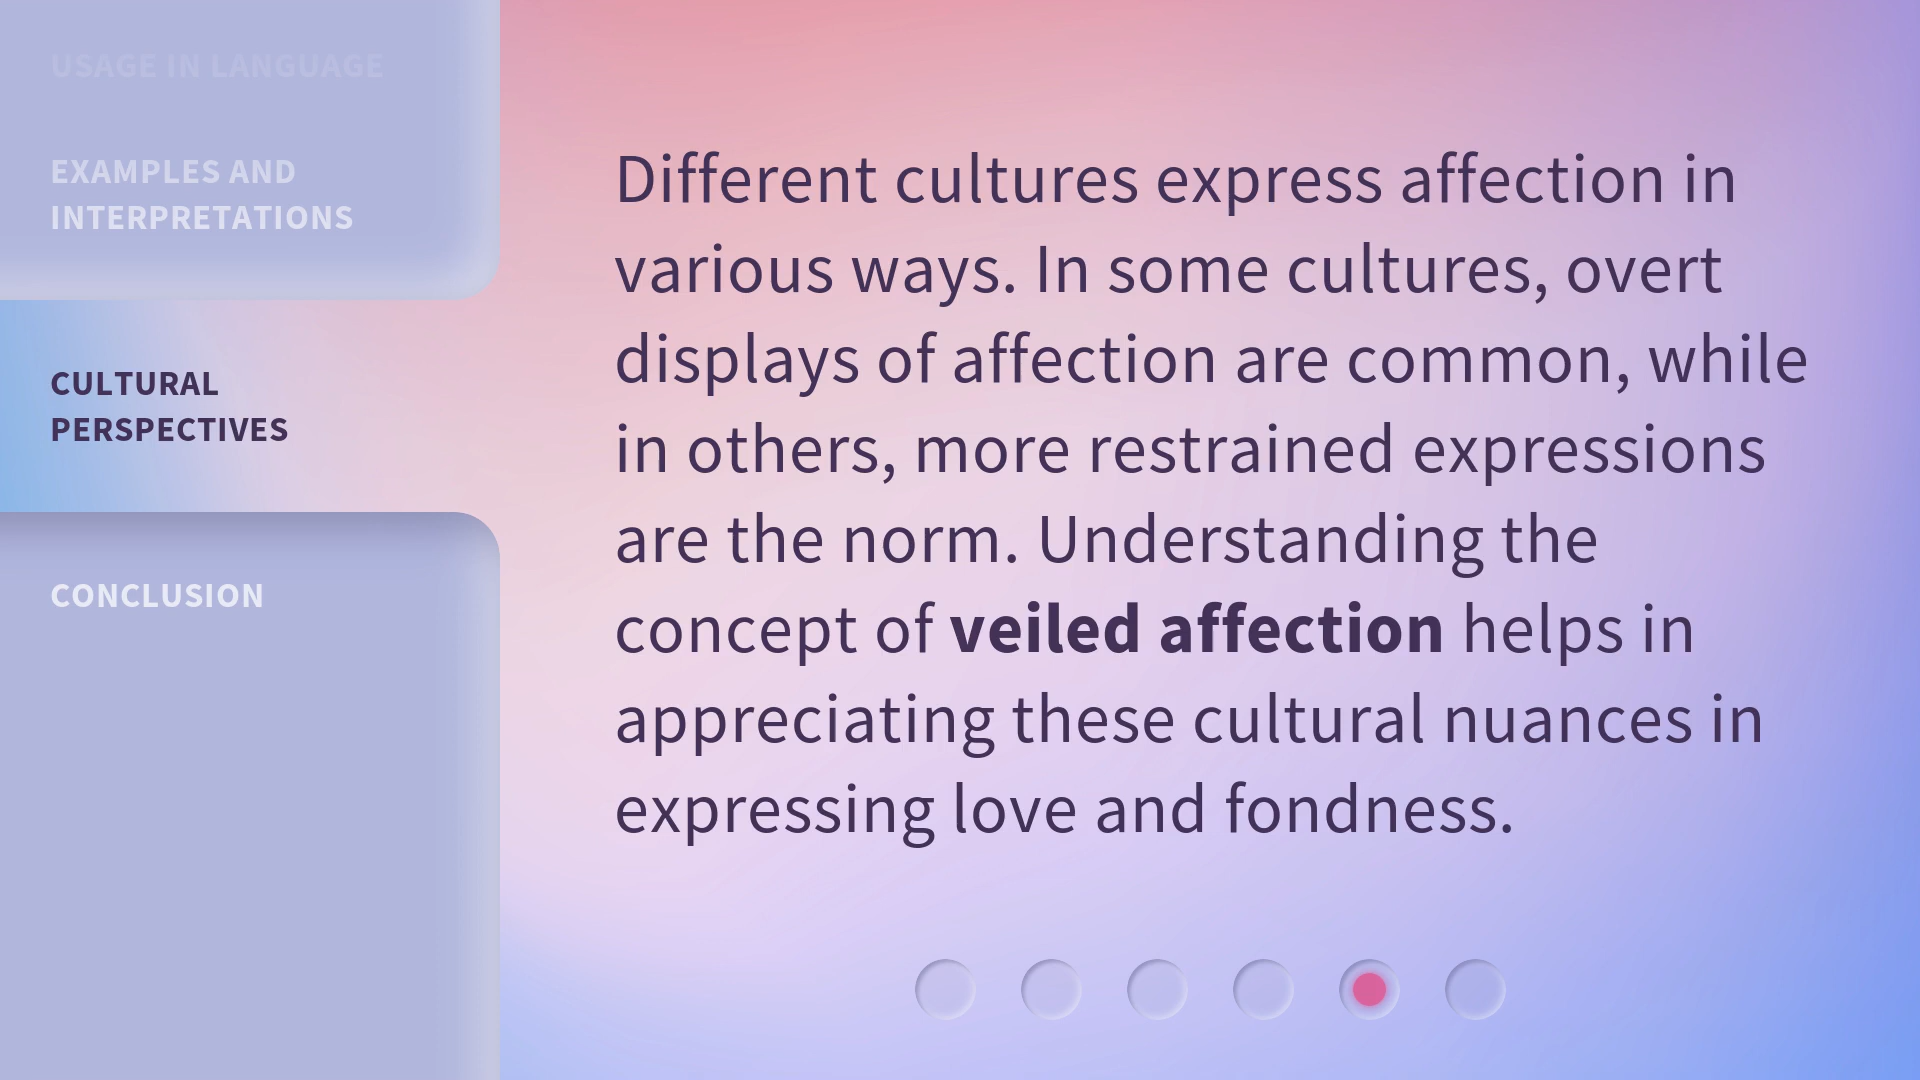 USAGE IN LANGUAGE
EXAMPLES AND
INTERPRETATIONS
CULTURAL
PERSPECTIVES
CONCLUSION
Different cultures express affection in
various ways. In some cultures, overt
displays of affection are common, while
in others, more restrained expressions
are the norm. Understanding the
concept of veiled affection helps in
appreciating these cultural nuances in
expressing love and fondness.